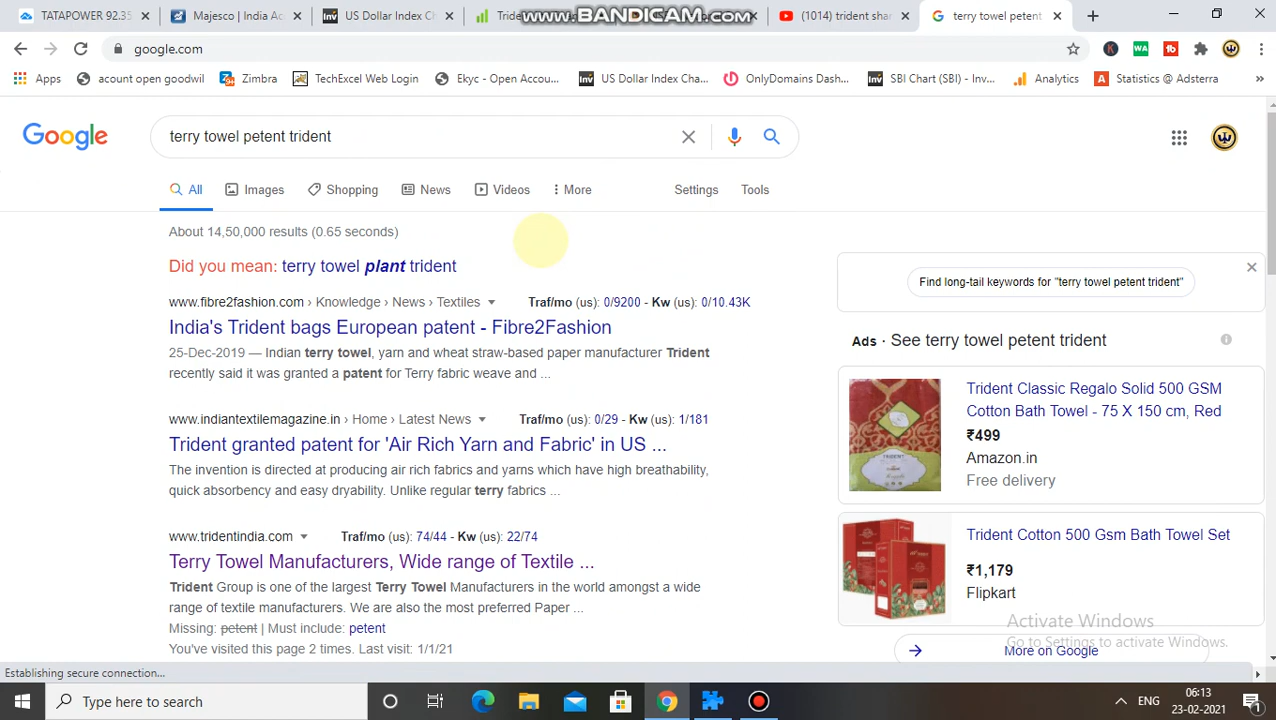 TATAPOWER 92.35
Majesco | India A
US Dollar Index Ch
Tride
www.BANDICAM.com
(1014) trident sha
terry towel petent
google.com
Apps
acount open goodwil
Zimbra
TechExcel Web Login
Ekyc - Open Accou...
US Dollar Index Cha...
OnlyDomains Dash...
SBI Chart (SBI) - Inv...
Analytics
Statistics @ Adsterra
»
Google
terry towel petent trident
All
Images
Shopping
News
Videos
More
Settings
Tools
About 14,50,000 results (0.65 seconds)
Did you mean: terry towel plant trident
www.fibre2fashion.com › Knowledge › News › Textiles
Traf/mo (us): 0/9200 - Kw (us): 0/10.43K
India's Trident bags European patent - Fibre2Fashion
25-Dec-2019 — Indian terry towel, yarn and wheat straw-based paper manufacturer Trident
recently said it was granted a patent for Terry fabric weave and ...
www.indiantextilemagazine.in › Home › Latest News
Traf/mo (us): 0/29 - Kw (us): 1/181
Trident granted patent for 'Air Rich Yarn and Fabric' in US ...
The invention is directed at producing air rich fabrics and yarns which have high breathability,
quick absorbency and easy dryability. Unlike regular terry fabrics ...
www.tridentindia.com
Traf/mo (us): 74/44 - Kw (us): 22/74
Terry Towel Manufacturers, Wide range of Textile ...
Trident Group is one of the largest Terry Towel Manufacturers in the world amongst a wide
range of textile manufacturers. We are also the most preferred Paper ...
Missing: petent | Must include: petent
You've visited this page 2 times. Last visit: 1/1/21
Find long-tail keywords for "terry towel petent trident"
Ads · See terry towel petent trident
Trident Classic Regalo Solid 500 GSM
Cotton Bath Towel - 75 X 150 cm, Red
₹499
Amazon.in
Free delivery
Trident Cotton 500 Gsm Bath Towel Set
₹1,179
Flipkart
More on Google
Activate Windows
Go to Settings to activate Windows.
Establishing secure connection...
Type here to search
ENG
06:13
23-02-2021
1